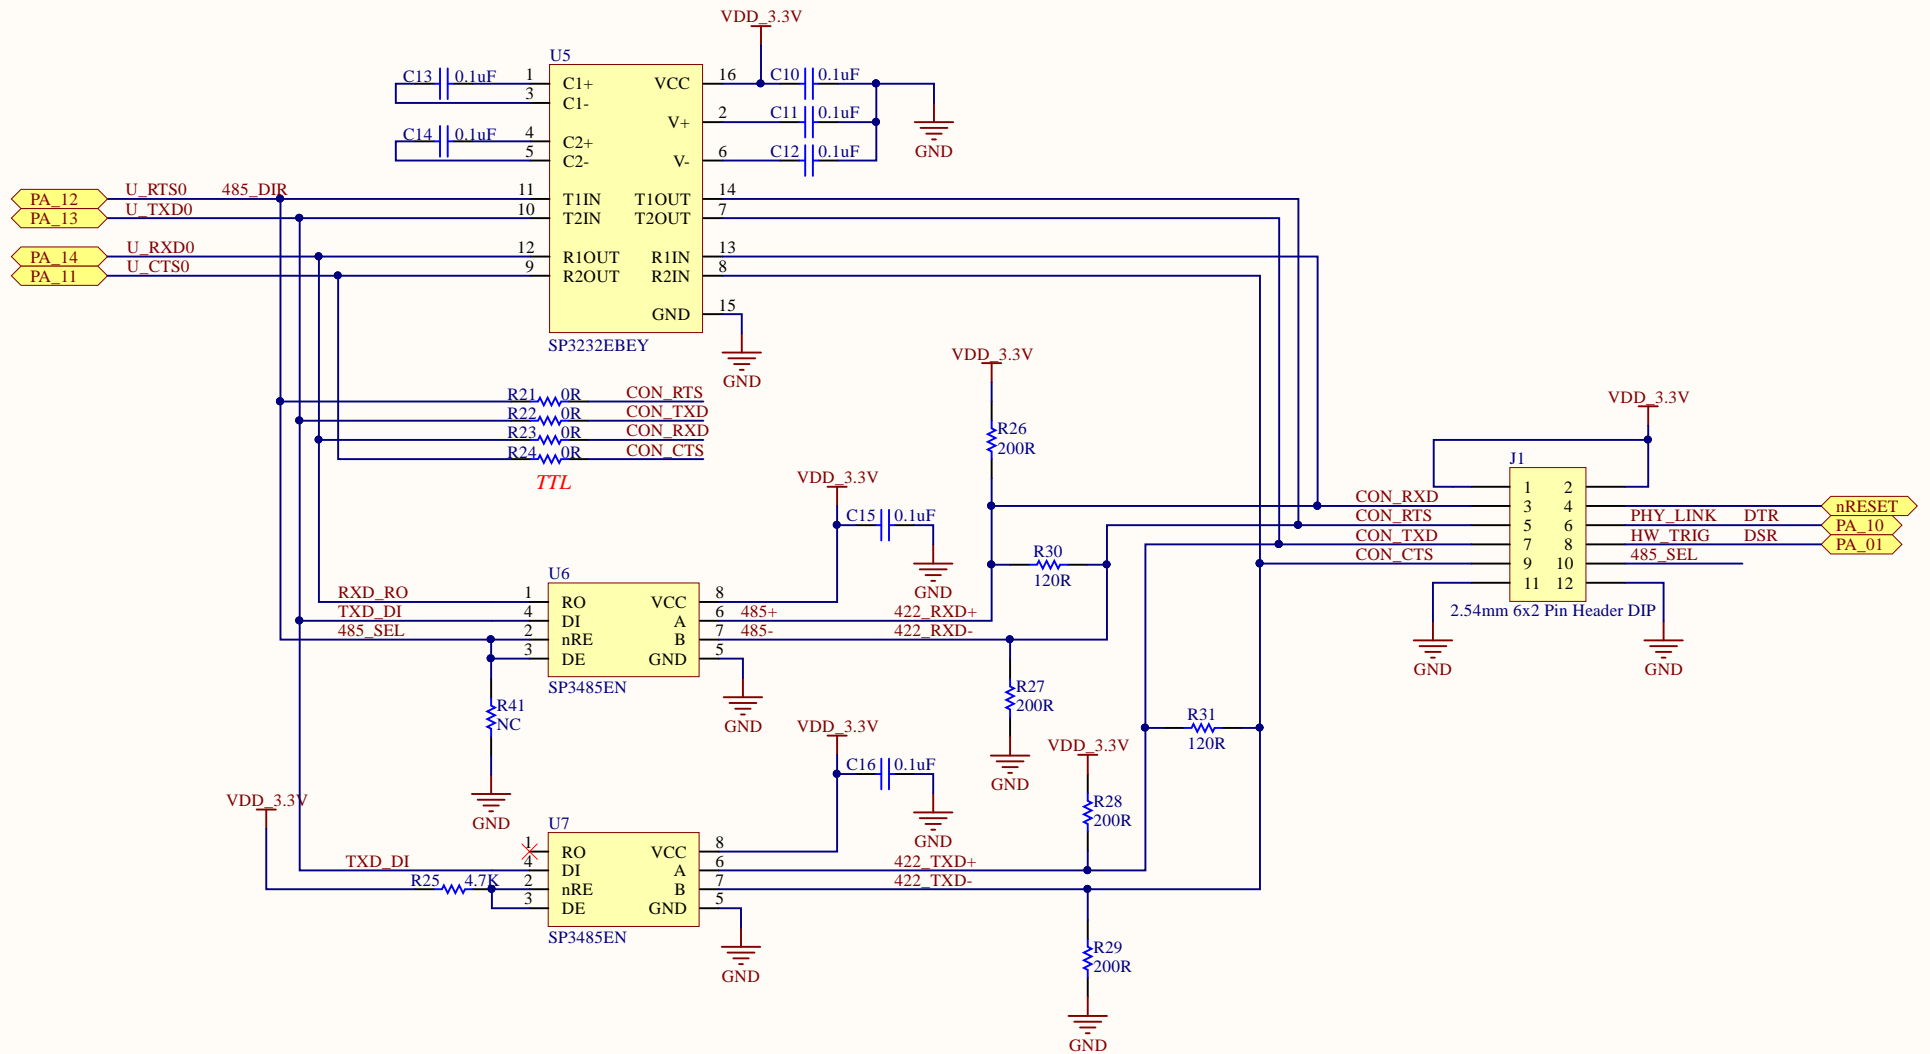 VDD_3.3V
U5
C13 0.1uF 1 C1+ VCC 16 C10 0.1uF
3 C1-
V+ 2 C11 0.1uF
C14 0.1uF 4 C2+
5 C2- V- 6 C12 0.1uF
GND
PA_12 U_RTS0 485_DIR 11 T1IN T1OUT 14
PA_13 U_TXD0 10 T2IN T2OUT 7
PA_14 U_RXD0 12 R1OUT R1IN 13
PA_11 U_CTS0 9 R2OUT R2IN 8
GND 15
SP3232EBEY
GND
R21 0R CON_RTS
R22 0R CON_TXD
R23 0R CON_RXD
R24 0R CON_CTS
TTL
VDD_3.3V
R26
200R
VDD_3.3V
C15 0.1uF
GND
R30
120R
U6
RXD_RO 1 RO VCC 8
TXD_DI 4 DI A 6 485+ 422_RXD+
485_SEL 2 nRE B 7 485- 422_RXD-
3 DE GND 5
SP3485EN
GND
R41
NC
GND
R27
200R
GND
VDD_3.3V
C16 0.1uF
GND
VDD_3.3V
R28
200R
R31
120R
VDD_3.3V
U7
1 RO VCC 8
TXD_DI 4 DI A 6 422_TXD+
R25 4.7K 2 nRE B 7 422_TXD-
3 DE GND 5
SP3485EN
GND
R29
200R
GND
VDD_3.3V
J1
1 2
CON_RXD 3 4 nRESET
CON_RTS 5 6 PHY_LINK DTR PA_10
CON_TXD 7 8 HW_TRIG DSR PA_01
CON_CTS 9 10 485_SEL
11 12
2.54mm 6x2 Pin Header DIP
GND GND